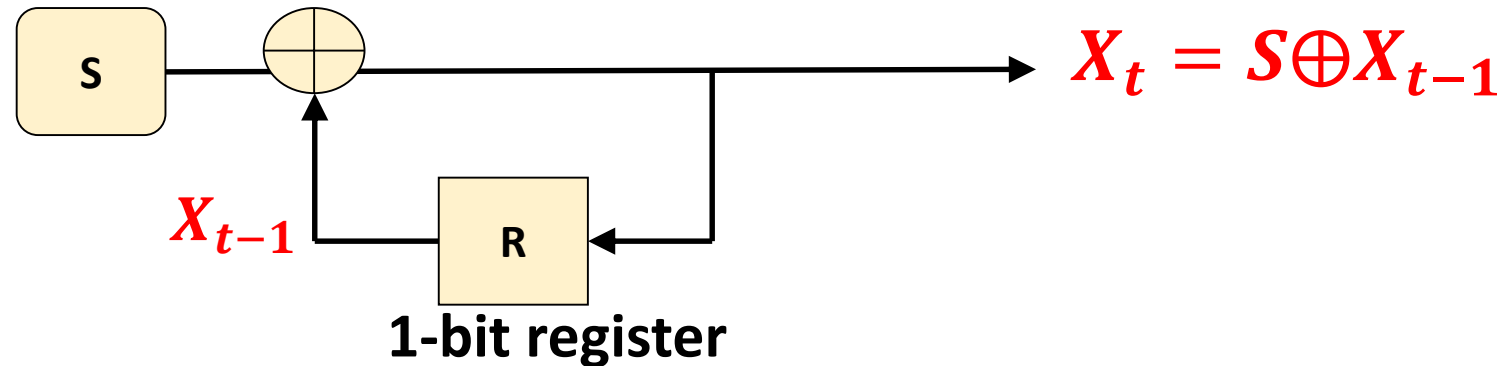 S
X_t = S⊕X_{t−1}
X_{t−1}
R
1-bit register